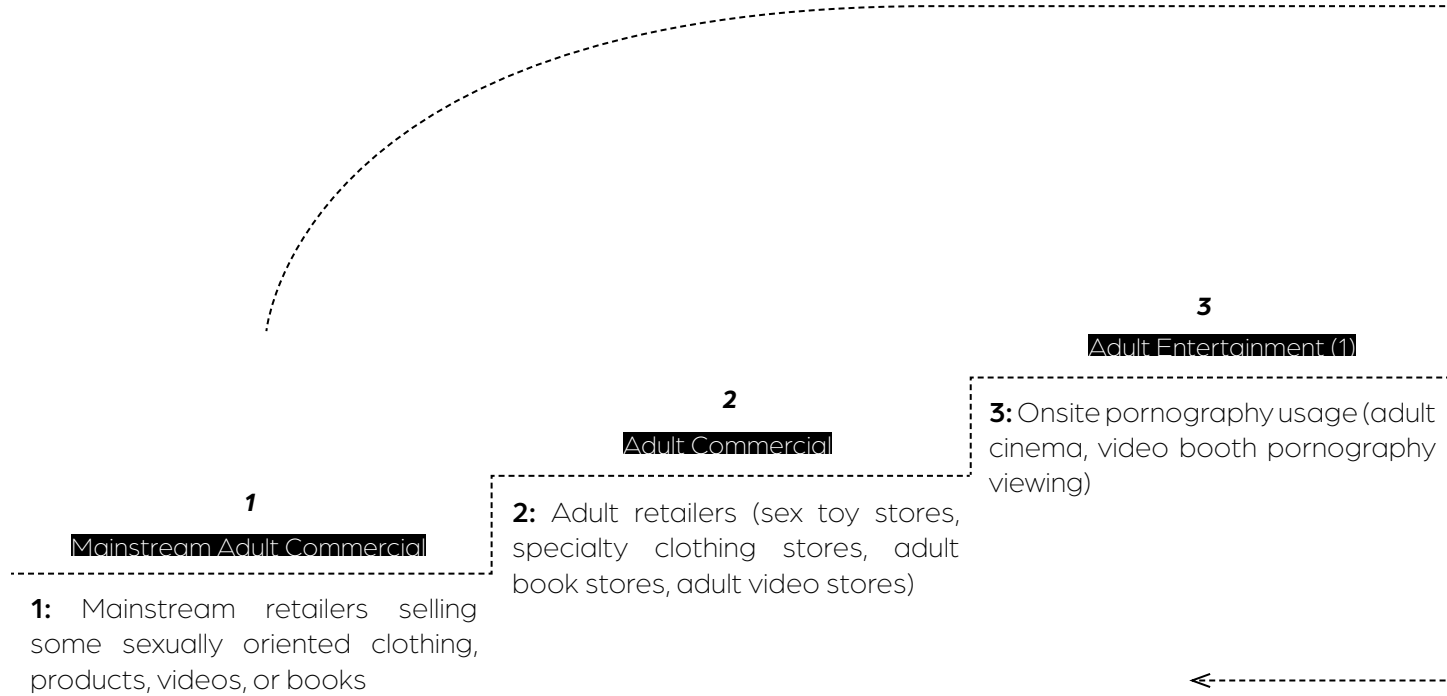 3
Adult Entertainment (1)
3: Onsite pornography usage (adult
cinema, video booth pornography
viewing)
2
Adult Commercial
2: Adult retailers (sex toy stores,
specialty clothing stores, adult
book stores, adult video stores)
1
Mainstream Adult Commercial
1: Mainstream retailers selling
some sexually oriented clothing,
products, videos, or books